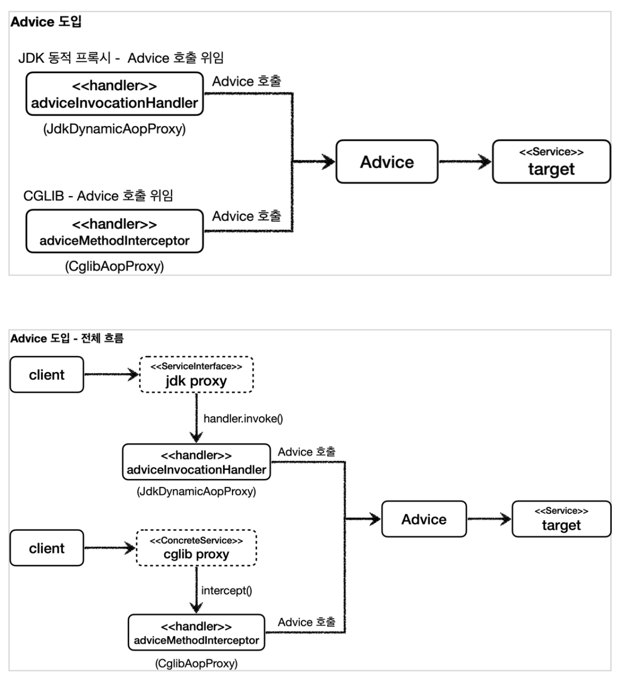 Advice 도입
JDK 동적 프록시 - Advice 호출 위임
<<handler>>
adviceInvocationHandler
(JdkDynamicAopProxy)
Advice 호출
CGLIB - Advice 호출 위임
<<handler>>
adviceMethodInterceptor
(CglibAopProxy)
Advice 호출
Advice
<<Service>>
target
Advice 도입 - 전체 흐름
client
<<ServiceInterface>>
jdk proxy
handler.invoke()
<<handler>>
adviceInvocationHandler
(JdkDynamicAopProxy)
Advice 호출
client
<<ConcreteService>>
cglib proxy
intercept()
<<handler>>
adviceMethodInterceptor
(CglibAopProxy)
Advice 호출
Advice
<<Service>>
target